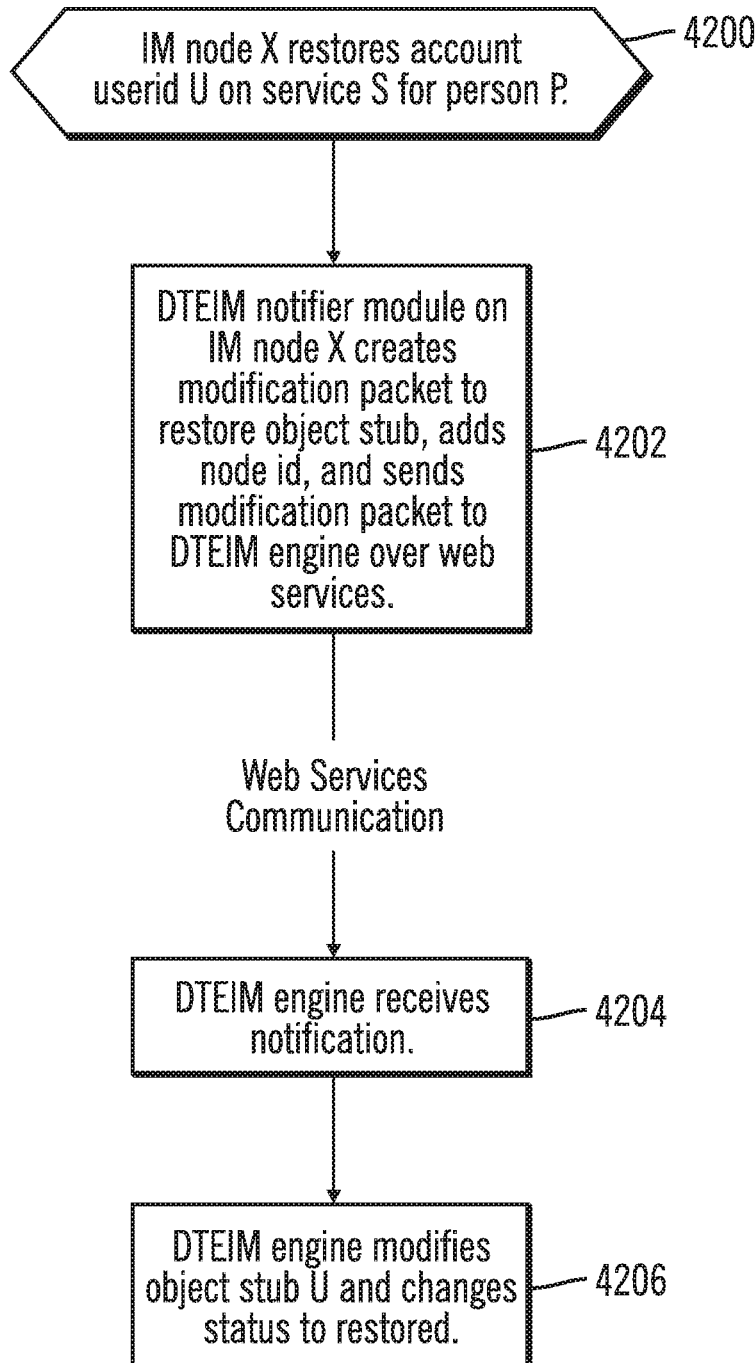 IM node X restores account
userid U on service S for person P.
4200
DTEIM notifier module on
IM node X creates
modification packet to
restore object stub, adds
node id, and sends
modification packet to
DTEIM engine over web
services.
4202
Web Services
Communication
DTEIM engine receives
notification.
4204
DTEIM engine modifies
object stub U and changes
status to restored.
4206